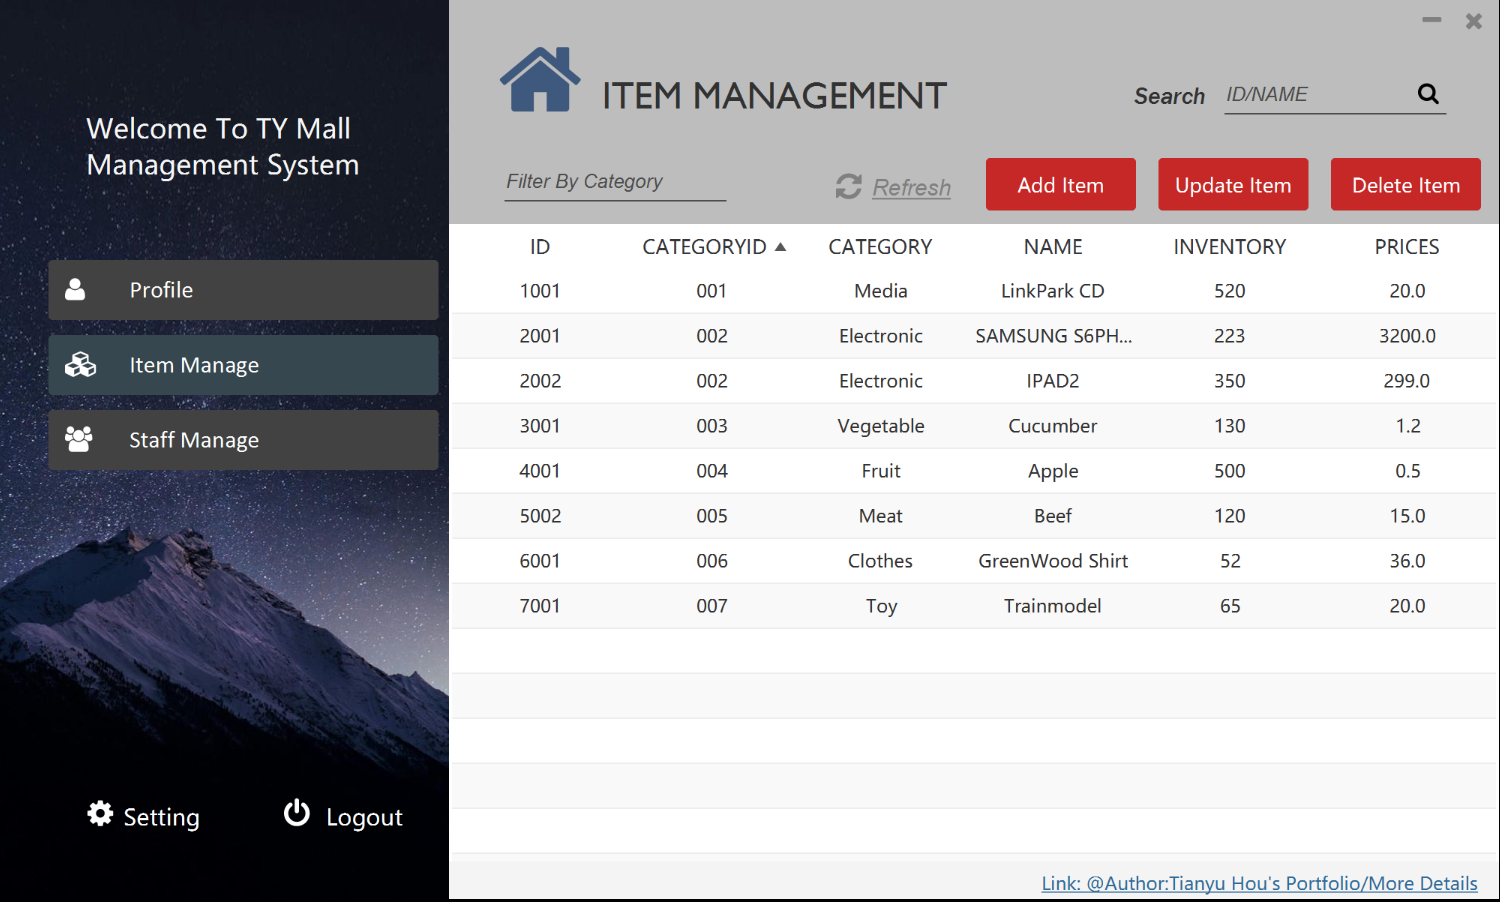 Welcome To TY Mall
Management System
Profile
Item Manage
Staff Manage
Setting
Logout
ITEM MANAGEMENT
Search ID/NAME
Filter By Category
Refresh
Add Item
Update Item
Delete Item
ID CATEGORYID CATEGORY NAME INVENTORY PRICES
1001 001 Media LinkPark CD 520 20.0
2001 002 Electronic SAMSUNG S6PH... 223 3200.0
2002 002 Electronic IPAD2 350 299.0
3001 003 Vegetable Cucumber 130 1.2
4001 004 Fruit Apple 500 0.5
5002 005 Meat Beef 120 15.0
6001 006 Clothes GreenWood Shirt 52 36.0
7001 007 Toy Trainmodel 65 20.0
Link: @Author:Tianyu Hou's Portfolio/More Details